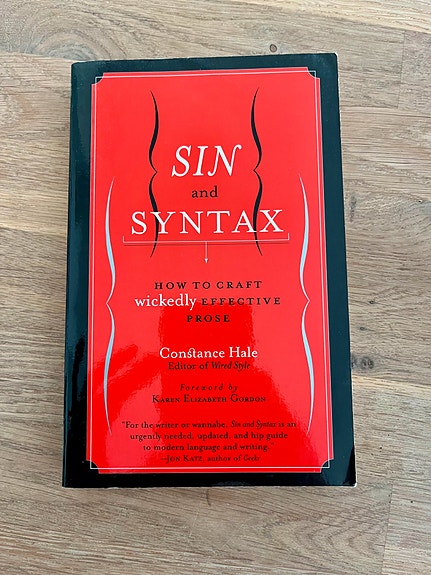 SIN
and
SYNTAX
HOW TO CRAFT
wickedly EFFECTIVE
PROSE
Constance Hale
Editor of Wired Style
Foreword by
KAREN ELIZABETH GORDON
"For the writer or wannabe, Sin and Syntax is an
urgently needed, updated, and hip guide
to modern language and writing."
—JON KATZ, author of Geeks